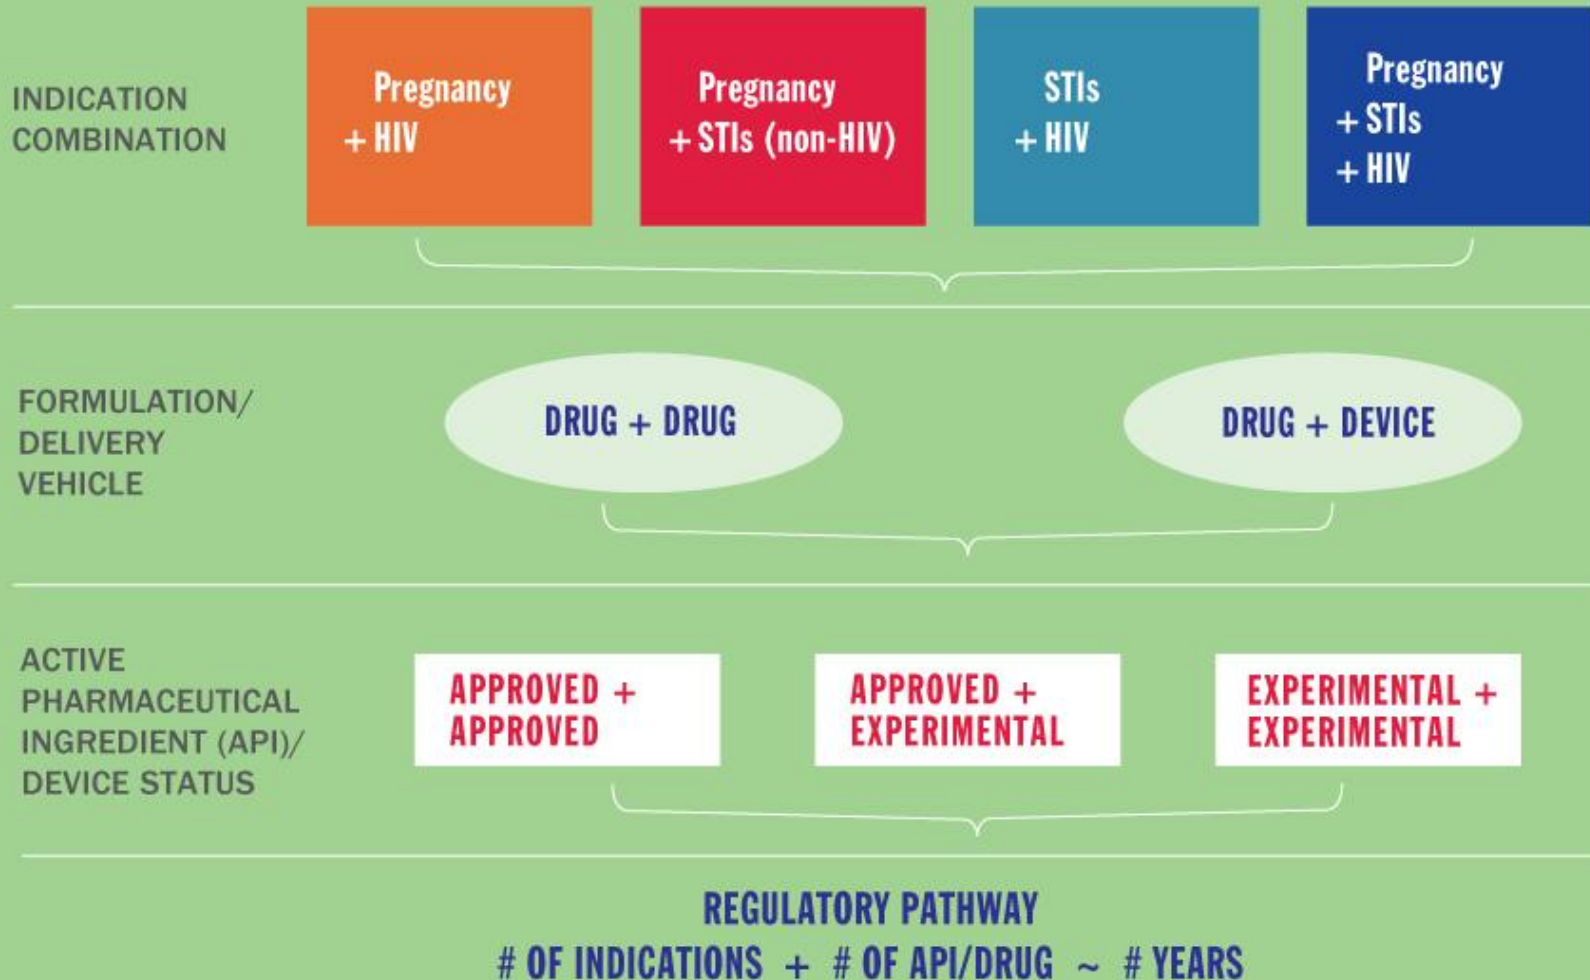 INDICATION
COMBINATION
Pregnancy
+ HIV
Pregnancy
+ STIs (non-HIV)
STIs
+ HIV
Pregnancy
+ STIs
+ HIV
FORMULATION/
DELIVERY
VEHICLE
DRUG + DRUG
DRUG + DEVICE
ACTIVE
PHARMACEUTICAL
INGREDIENT (API)/
DEVICE STATUS
APPROVED +
APPROVED
APPROVED +
EXPERIMENTAL
EXPERIMENTAL +
EXPERIMENTAL
REGULATORY PATHWAY
# OF INDICATIONS + # OF API/DRUG ~ # YEARS